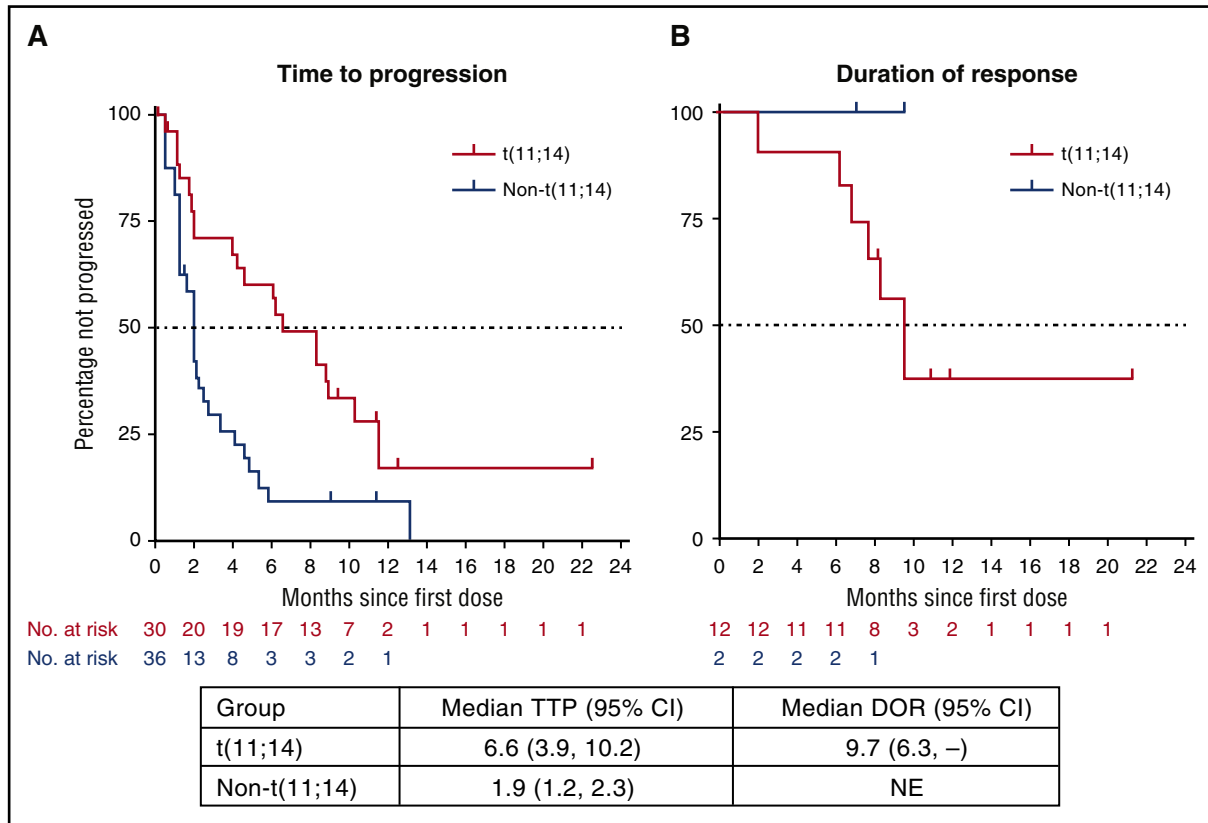 A
Time to progression
100
75
50
25
0
Percentage not progressed
t(11;14)
Non-t(11;14)
0 2 4 6 8 10 12 14 16 18 20 22 24
Months since first dose
No. at risk 30 20 19 17 13 7 2 1 1 1 1 1
No. at risk 36 13 8 3 3 2 1
B
Duration of response
100
75
50
25
0
t(11;14)
Non-t(11;14)
0 2 4 6 8 10 12 14 16 18 20 22 24
Months since first dose
12 12 11 11 8 3 2 1 1 1 1
2 2 2 2 1
Group Median TTP (95% CI) Median DOR (95% CI)
t(11;14) 6.6 (3.9, 10.2) 9.7 (6.3, –)
Non-t(11;14) 1.9 (1.2, 2.3) NE